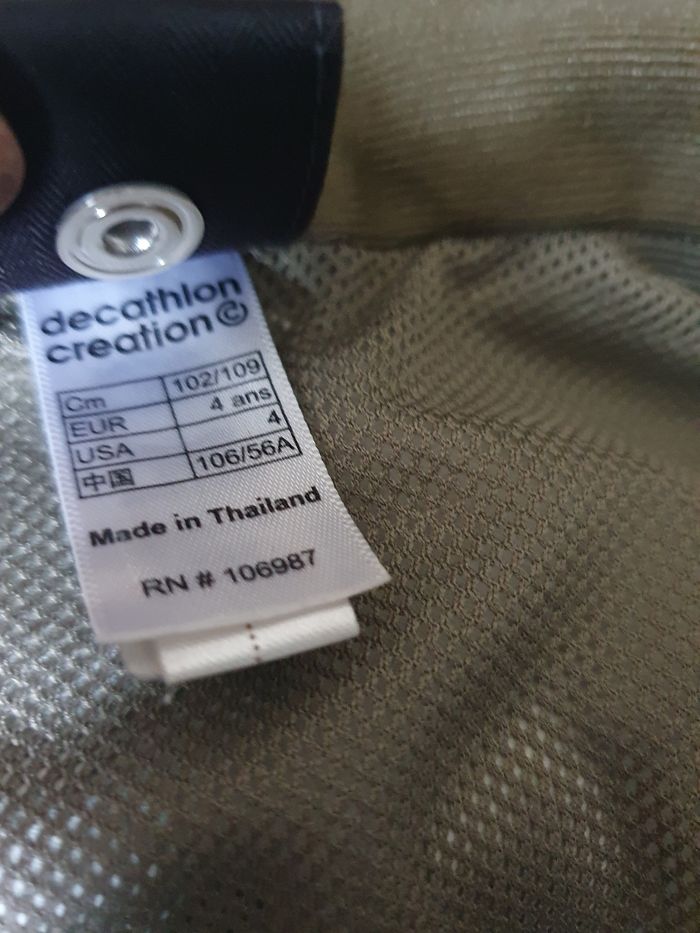 decathlon
creation ©
Cm 102/109
EUR 4 ans
USA 4
中国 106/56A
Made in Thailand
RN # 106987